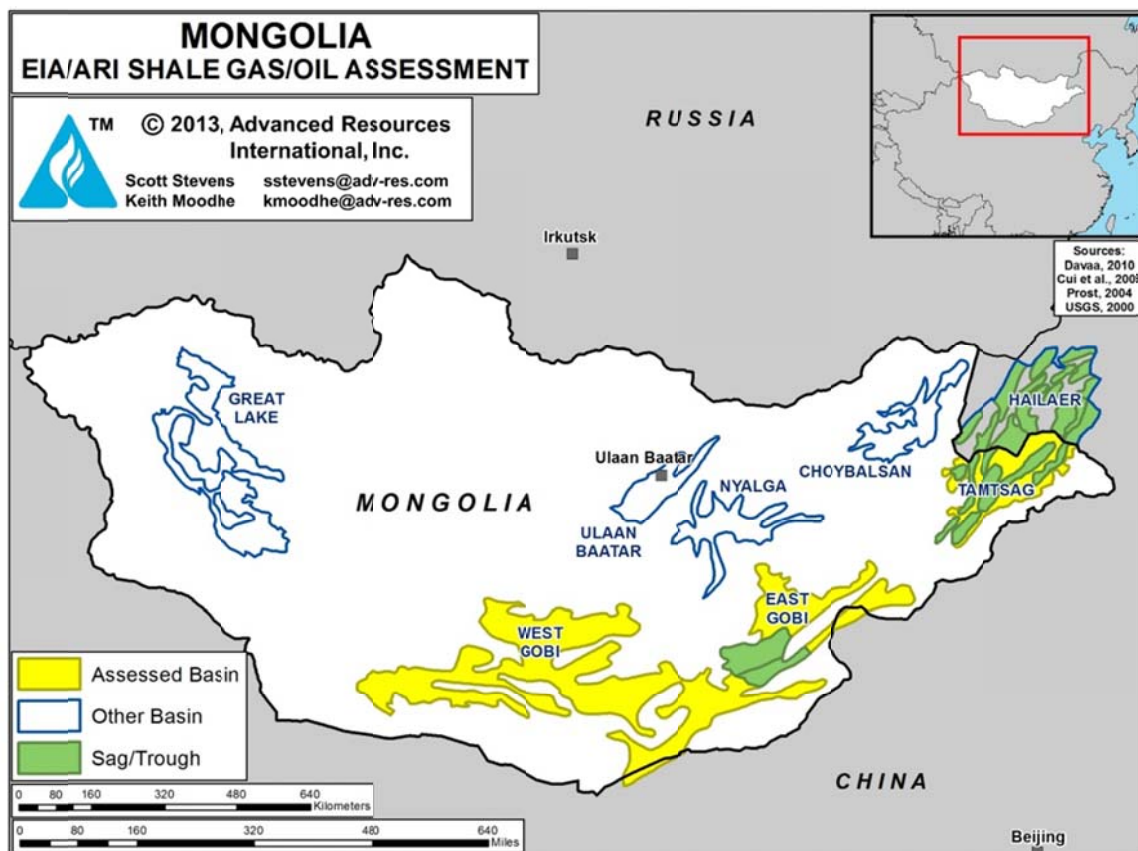 MONGOLIA
EIA/ARI SHALE GAS/OIL ASSESSMENT
TM
© 2013, Advanced Resources
International, Inc.
Scott Stevens sstevens@adv-res.com
Keith Moodhe kmoodhe@adv-res.com
RUSSIA
Irkutsk
Sources:
Davaa, 2010
Cui et al., 2005
Prost, 2004
USGS, 2000
GREAT
LAKE
HAILAER
Ulaan Baatar
CHOYBALSAN
TAMTSAG
NYALGA
MONGOLIA
ULAAN
BAATAR
EAST
GOBI
WEST
GOBI
Assessed Basin
Other Basin
Sag/Trough
CHINA
0 80 160 320 480 640
Kilometers
0 80 160 320 480 640
Miles
Beijing